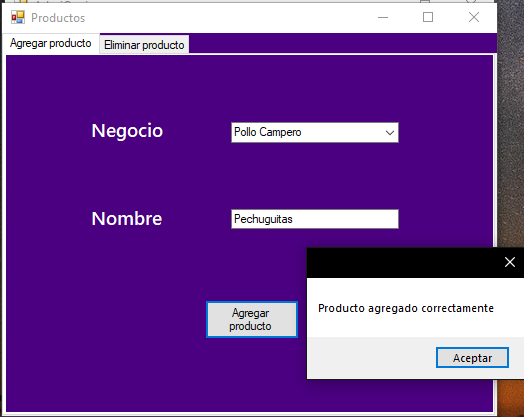 Productos
Agregar producto
Eliminar producto
Negocio
Pollo Campero
Nombre
Pechuguitas
Agregar
producto
Producto agregado correctamente
Aceptar